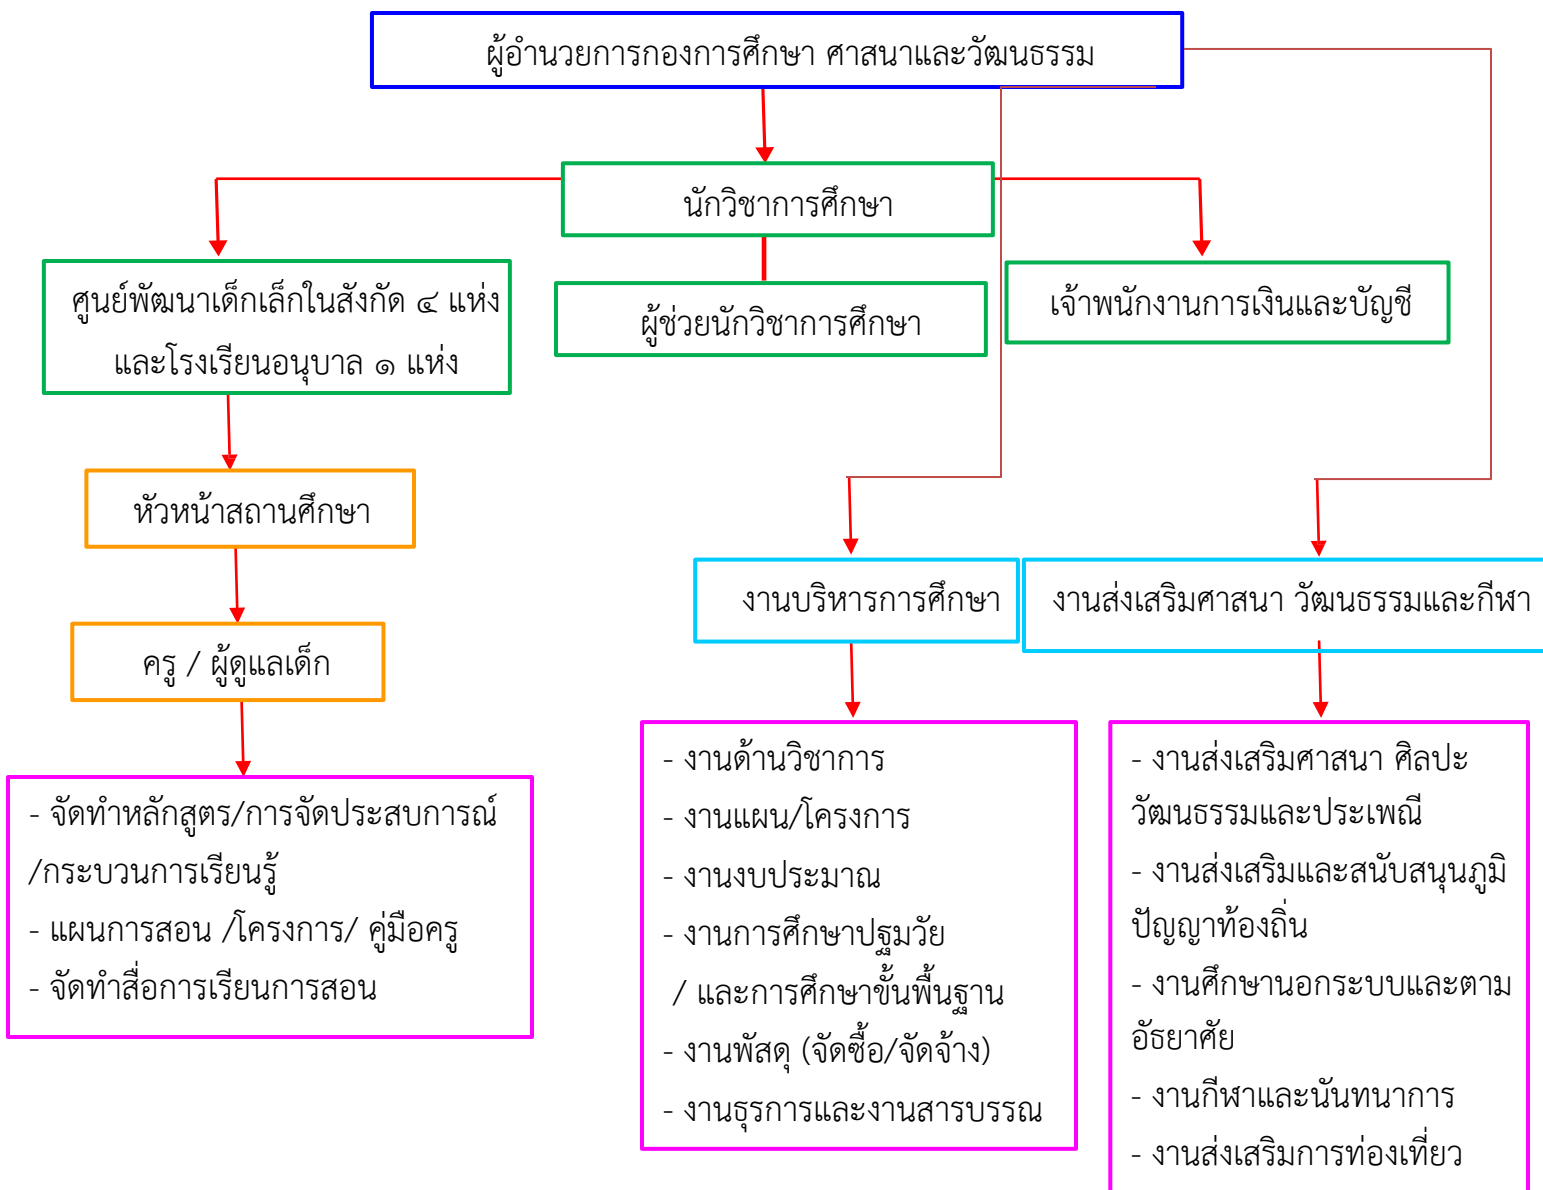 ผู้อำนวยการกองการศึกษา ศาสนาและวัฒนธรรม
นักวิชาการศึกษา
ศูนย์พัฒนาเด็กเล็กในสังกัด ๔ แห่ง
และโรงเรียนอนุบาล ๑ แห่ง
ผู้ช่วยนักวิชาการศึกษา
เจ้าพนักงานการเงินและบัญชี
หัวหน้าสถานศึกษา
ครู / ผู้ดูแลเด็ก
- จัดทำหลักสูตร/การจัดประสบการณ์
/กระบวนการเรียนรู้
- แผนการสอน /โครงการ/ คู่มือครู
- จัดทำสื่อการเรียนการสอน
งานบริหารการศึกษา
- งานด้านวิชาการ
- งานแผน/โครงการ
- งานงบประมาณ
- งานการศึกษาปฐมวัย
/ และการศึกษาขั้นพื้นฐาน
- งานพัสดุ (จัดซื้อ/จัดจ้าง)
- งานธุรการและงานสารบรรณ
งานส่งเสริมศาสนา วัฒนธรรมและกีฬา
- งานส่งเสริมศาสนา ศิลปะ
วัฒนธรรมและประเพณี
- งานส่งเสริมและสนับสนุนภูมิ
ปัญญาท้องถิ่น
- งานศึกษานอกระบบและตาม
อัธยาศัย
- งานกีฬาและนันทนาการ
- งานส่งเสริมการท่องเที่ยว